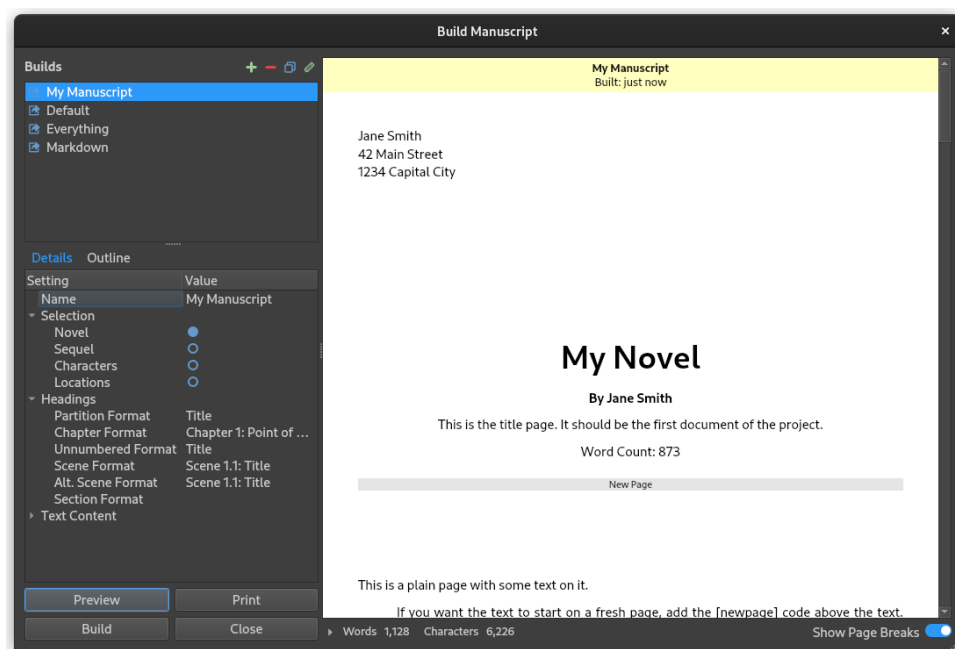 Build Manuscript
Builds
My Manuscript
Default
Everything
Markdown
Details Outline
Setting Value
Name My Manuscript
Selection
Novel
Sequel
Characters
Locations
Headings
Partition Format Title
Chapter Format Chapter 1: Point of ...
Unnumbered Format Title
Scene Format Scene 1.1: Title
Alt. Scene Format Scene 1.1: Title
Section Format
Text Content
Preview Print
Build Close
My Manuscript
Built: just now
Jane Smith
42 Main Street
1234 Capital City
My Novel
By Jane Smith
This is the title page. It should be the first document of the project.
Word Count: 873
New Page
This is a plain page with some text on it.
If you want the text to start on a fresh page, add the [newpage] code above the text.
Words 1,128 Characters 6,226
Show Page Breaks